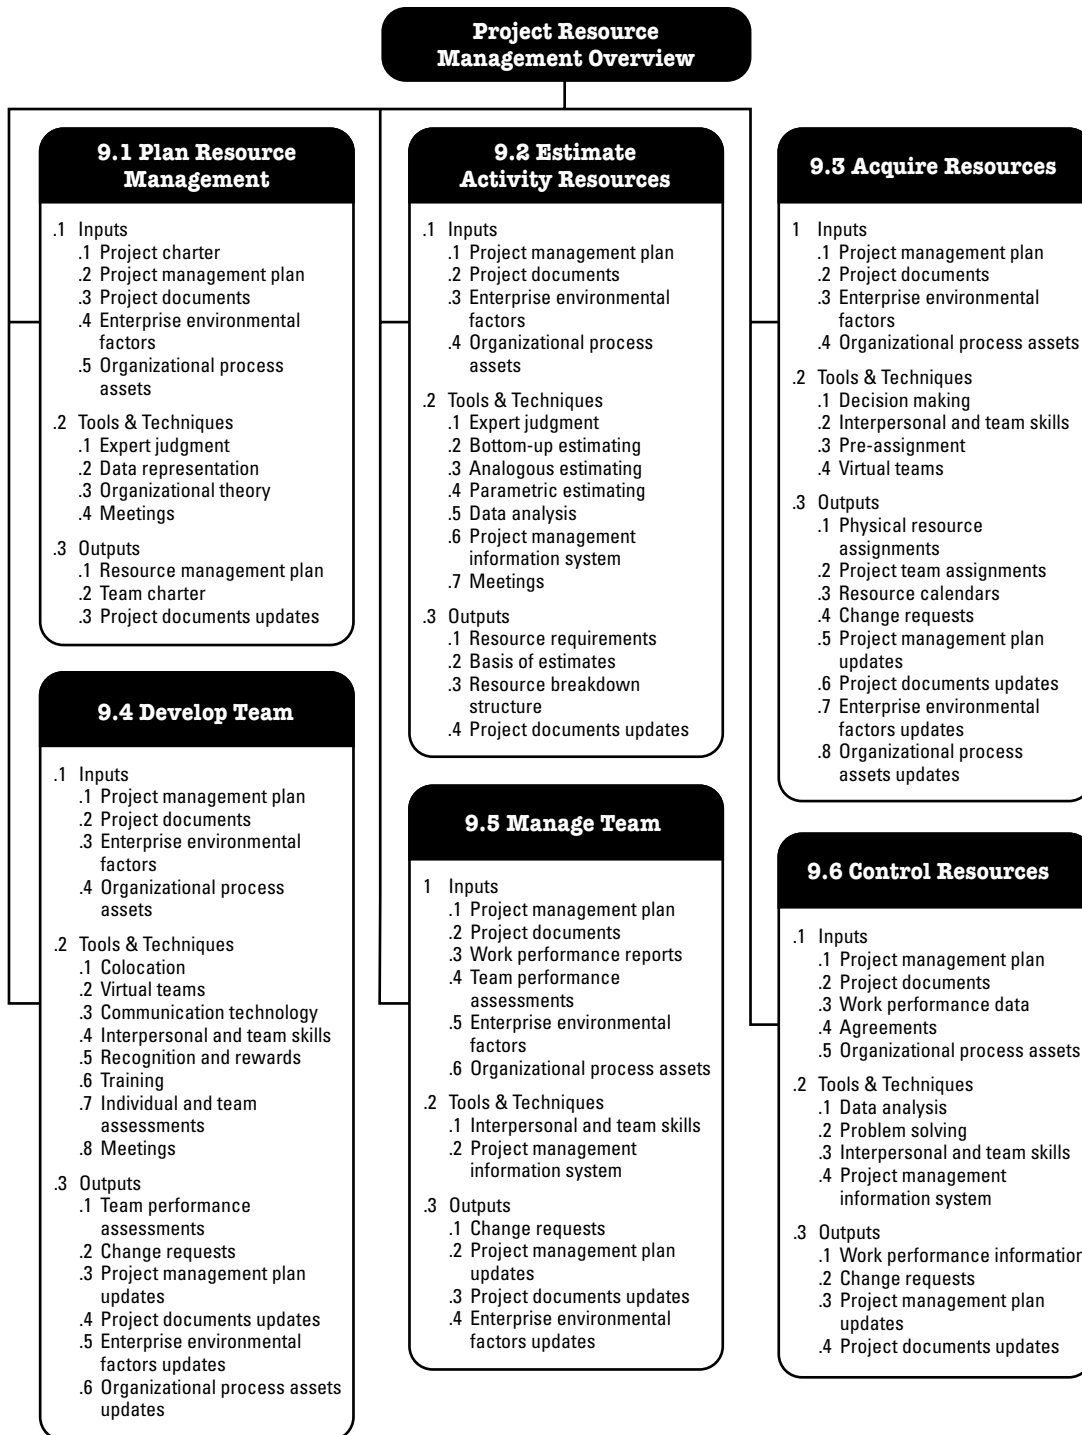 Project Resource
Management Overview
9.1 Plan Resource
Management
.1 Inputs
.1 Project charter
.2 Project management plan
.3 Project documents
.4 Enterprise environmental
factors
.5 Organizational process
assets
.2 Tools & Techniques
.1 Expert judgment
.2 Data representation
.3 Organizational theory
.4 Meetings
.3 Outputs
.1 Resource management plan
.2 Team charter
.3 Project documents updates
9.2 Estimate
Activity Resources
.1 Inputs
.1 Project management plan
.2 Project documents
.3 Enterprise environmental
factors
.4 Organizational process
assets
.2 Tools & Techniques
.1 Expert judgment
.2 Bottom-up estimating
.3 Analogous estimating
.4 Parametric estimating
.5 Data analysis
.6 Project management
information system
.7 Meetings
.3 Outputs
.1 Resource requirements
.2 Basis of estimates
.3 Resource breakdown
structure
.4 Project documents updates
9.3 Acquire Resources
1 Inputs
.1 Project management plan
.2 Project documents
.3 Enterprise environmental
factors
.4 Organizational process assets
.2 Tools & Techniques
.1 Decision making
.2 Interpersonal and team skills
.3 Pre-assignment
.4 Virtual teams
.3 Outputs
.1 Physical resource
assignments
.2 Project team assignments
.3 Resource calendars
.4 Change requests
.5 Project management plan
updates
.6 Project documents updates
.7 Enterprise environmental
factors updates
.8 Organizational process
assets updates
9.4 Develop Team
.1 Inputs
.1 Project management plan
.2 Project documents
.3 Enterprise environmental
factors
.4 Organizational process
assets
.2 Tools & Techniques
.1 Colocation
.2 Virtual teams
.3 Communication technology
.4 Interpersonal and team skills
.5 Recognition and rewards
.6 Training
.7 Individual and team
assessments
.8 Meetings
.3 Outputs
.1 Team performance
assessments
.2 Change requests
.3 Project management plan
updates
.4 Project documents updates
.5 Enterprise environmental
factors updates
.6 Organizational process assets
updates
9.5 Manage Team
1 Inputs
.1 Project management plan
.2 Project documents
.3 Work performance reports
.4 Team performance
assessments
.5 Enterprise environmental
factors
.6 Organizational process assets
.2 Tools & Techniques
.1 Interpersonal and team skills
.2 Project management
information system
.3 Outputs
.1 Change requests
.2 Project management plan
updates
.3 Project documents updates
.4 Enterprise environmental
factors updates
9.6 Control Resources
.1 Inputs
.1 Project management plan
.2 Project documents
.3 Work performance data
.4 Agreements
.5 Organizational process assets
.2 Tools & Techniques
.1 Data analysis
.2 Problem solving
.3 Interpersonal and team skills
.4 Project management
information system
.3 Outputs
.1 Work performance information
.2 Change requests
.3 Project management plan
updates
.4 Project documents updates